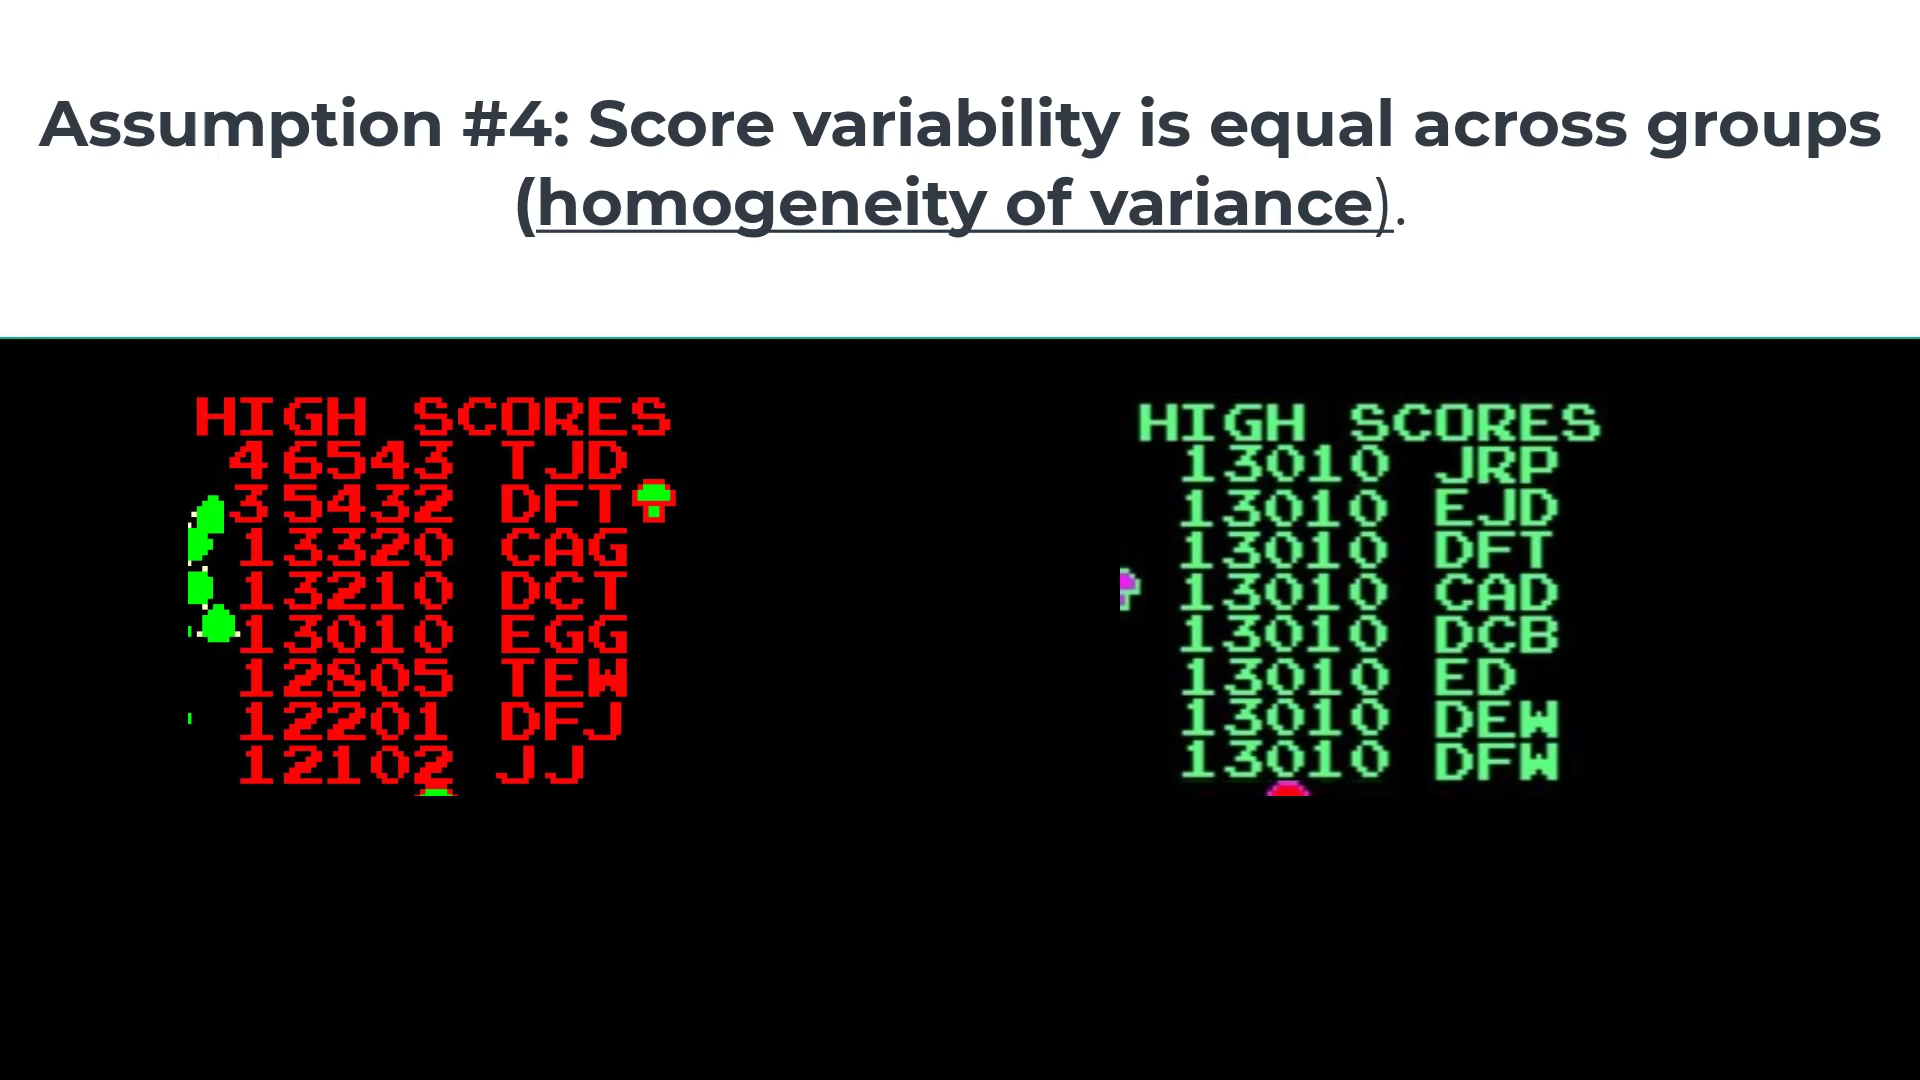 Assumption #4: Score variability is equal across groups
(homogeneity of variance).
HIGH SCORES
46543 TJD
35432 DFT
13320 CAG
13210 DCT
13010 EGG
12805 TEW
12201 DFJ
12102 JJ
HIGH SCORES
13010 JRP
13010 EJD
13010 DFT
13010 CAD
13010 DCB
13010 ED
13010 DEW
13010 DFW